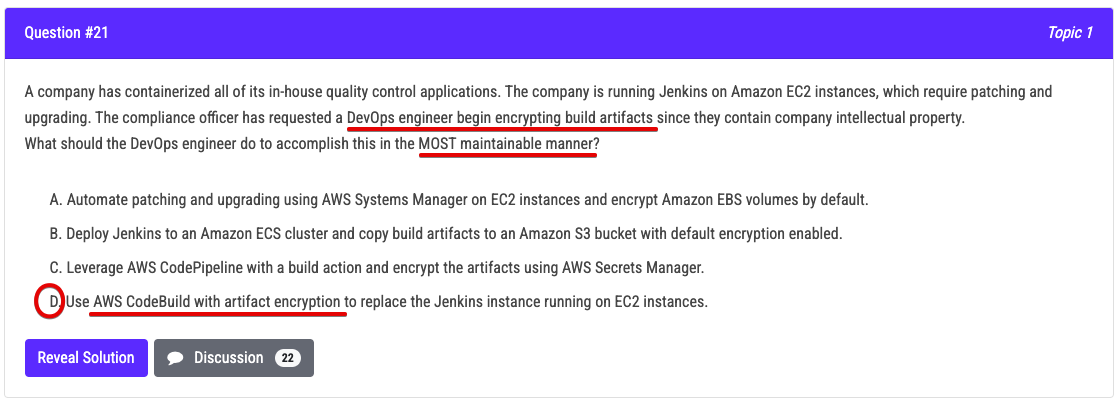 Question #21
Topic 1
A company has containerized all of its in-house quality control applications. The company is running Jenkins on Amazon EC2 instances, which require patching and
upgrading. The compliance officer has requested a DevOps engineer begin encrypting build artifacts since they contain company intellectual property.
What should the DevOps engineer do to accomplish this in the MOST maintainable manner?
A. Automate patching and upgrading using AWS Systems Manager on EC2 instances and encrypt Amazon EBS volumes by default.
B. Deploy Jenkins to an Amazon ECS cluster and copy build artifacts to an Amazon S3 bucket with default encryption enabled.
C. Leverage AWS CodePipeline with a build action and encrypt the artifacts using AWS Secrets Manager.
D. Use AWS CodeBuild with artifact encryption to replace the Jenkins instance running on EC2 instances.
Reveal Solution
Discussion 22